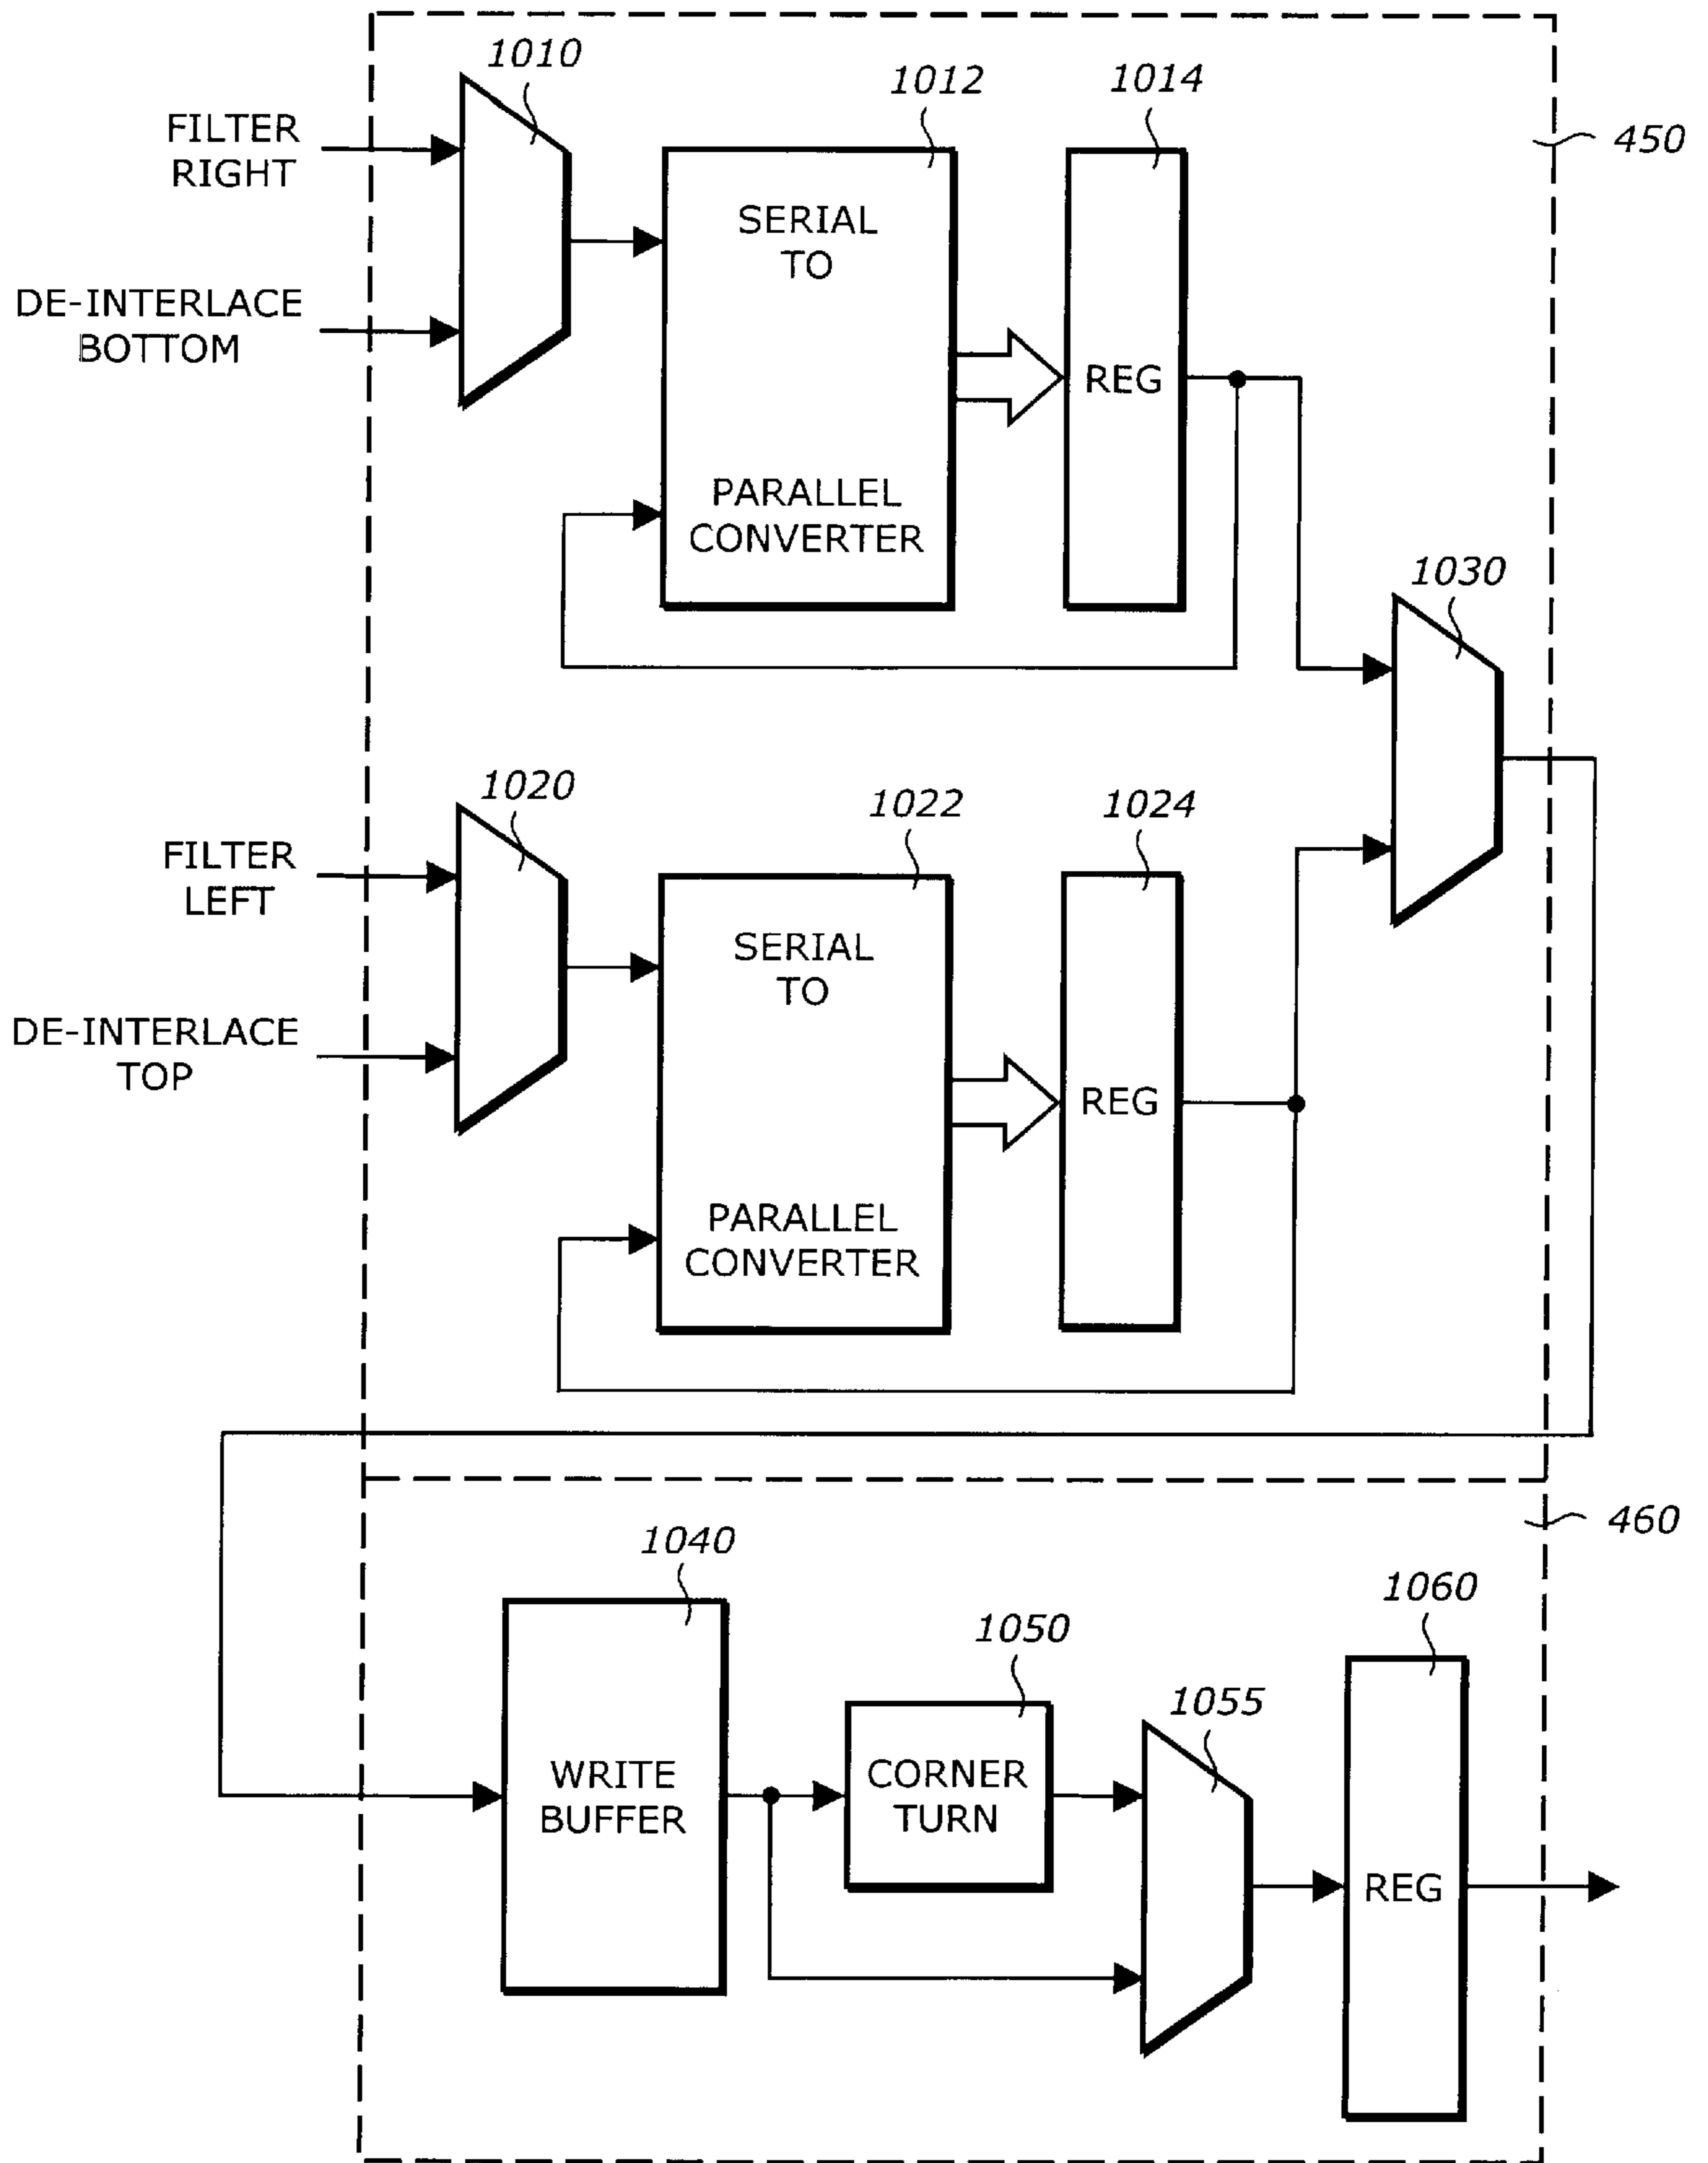 1010
FILTER
RIGHT
DE-INTERLACE
BOTTOM
1012
SERIAL
TO
PARALLEL
CONVERTER
1014
REG
450
1030
1020
FILTER
LEFT
DE-INTERLACE
TOP
1022
SERIAL
TO
PARALLEL
CONVERTER
1024
REG
460
1040
WRITE
BUFFER
1050
CORNER
TURN
1055
1060
REG